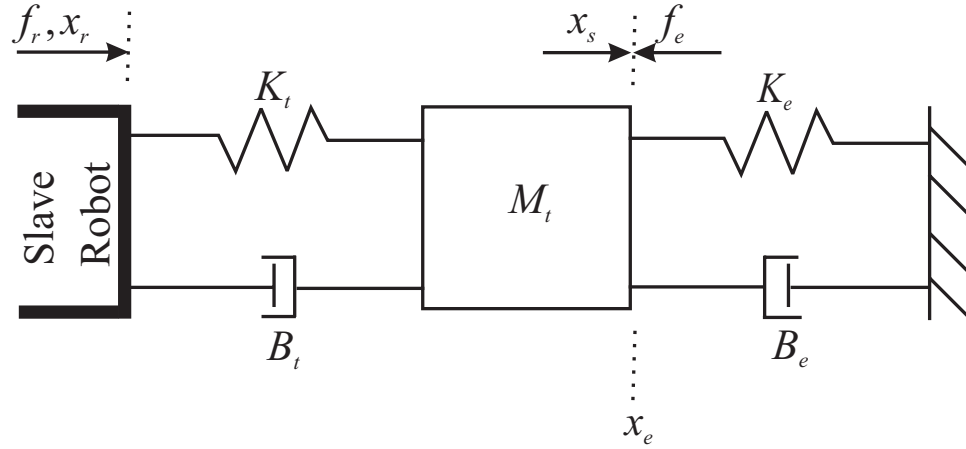 f_r, x_r
x_s
f_e
K_t
K_e
Slave
Robot
M_t
B_t
B_e
x_e